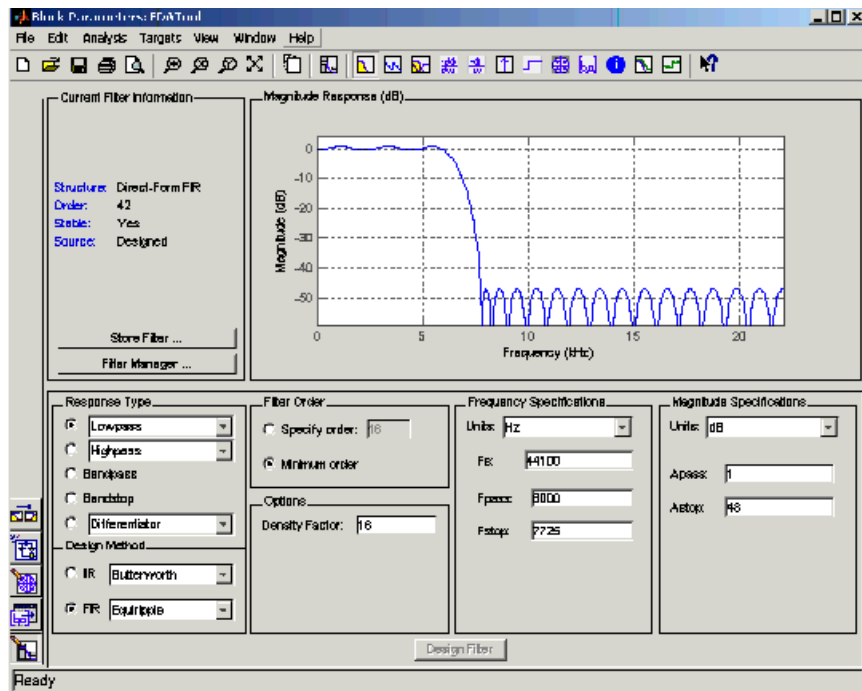 Block Parameters: FDATool
File Edit Analysis Targets View Window Help
Current Filter Information
Structure: Direct-Form FIR
Order: 42
Stable: Yes
Source: Designed
Store Filter ...
Filter Manager ...
Magnitude Response (dB)
Magnitude (dB)
0
-10
-20
-30
-40
-50
0 5 10 15 20
Frequency (kHz)
Response Type
Lowpass
Highpass
Bandpass
Bandstop
Differentiator
Design Method
IIR Butterworth
FIR Equiripple
Filter Order
Specify order: 16
Minimum order
Options
Density Factor: 16
Frequency Specifications
Units: Hz
Fs: 44100
Fpass: 6000
Fstop: 7725
Magnitude Specifications
Units: dB
Apass: 1
Astop: 48
Design Filter
Ready